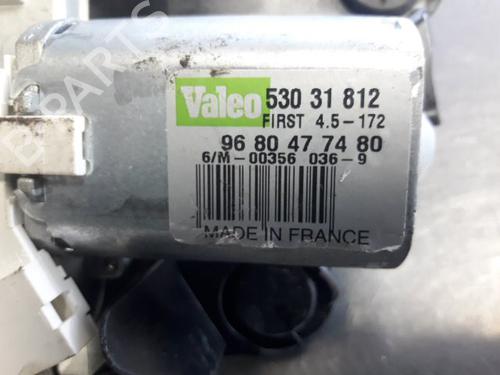 Valeo 530 31 812
FIRST 4.5-172
96 80 47 74 80
6/M-00356 036-9
MADE IN FRANCE
B-PARTS